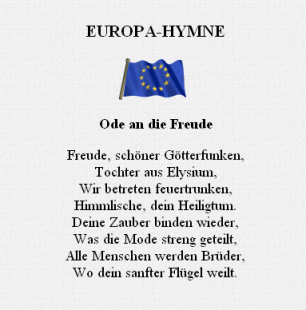 EUROPA-HYMNE
Ode an die Freude
Freude, schöner Götterfunken,
Tochter aus Elysium,
Wir betreten feuertrunken,
Himmlische, dein Heiligtum.
Deine Zauber binden wieder,
Was die Mode streng geteilt,
Alle Menschen werden Brüder,
Wo dein sanfter Flügel weilt.